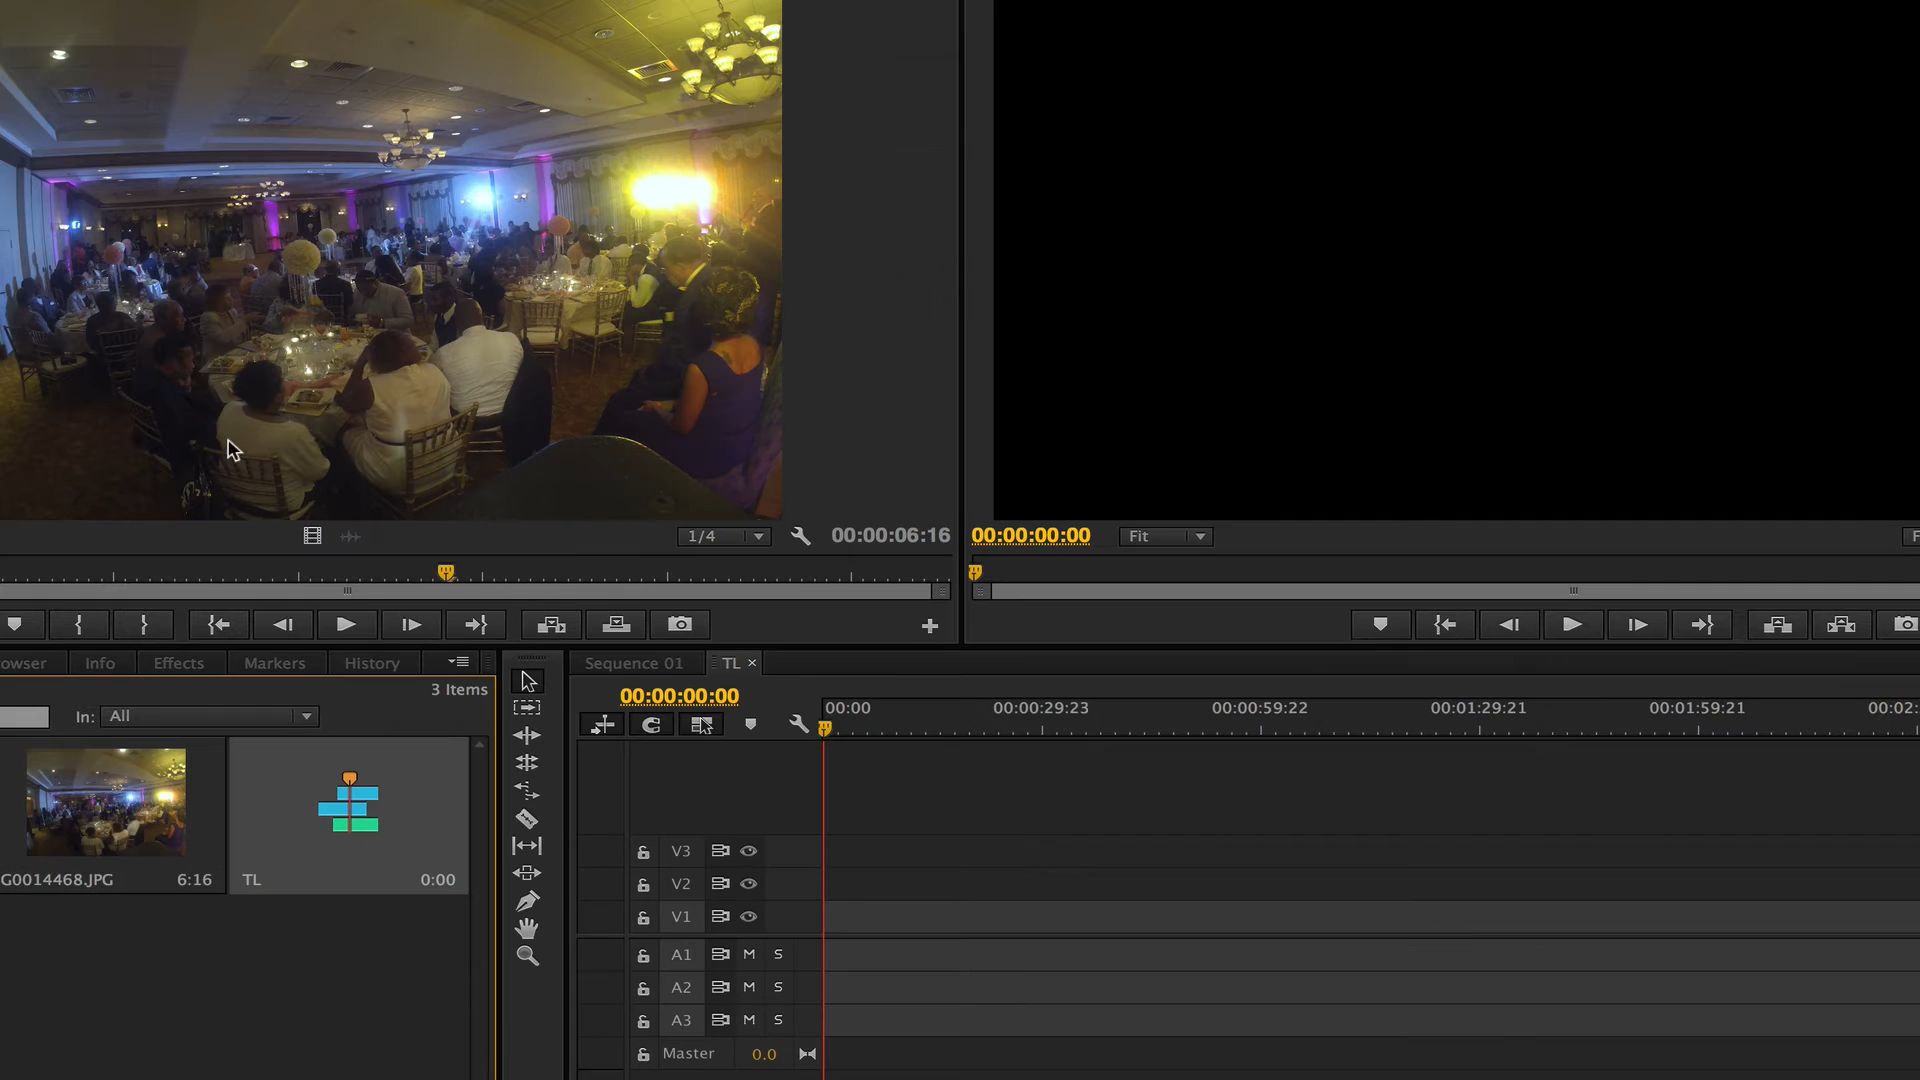 1/4
00:00:06:16
00:00:00:00
Fit
F
owser
Info
Effects
Markers
History
3 Items
In:
All
G0014468.JPG
6:16
TL
0:00
Sequence 01
TL
00:00:00:00
00:00
00:00:29:23
00:00:59:22
00:01:29:21
00:01:59:21
00:02:
V3
V2
V1
A1 M S
A2 M S
A3 M S
Master 0.0